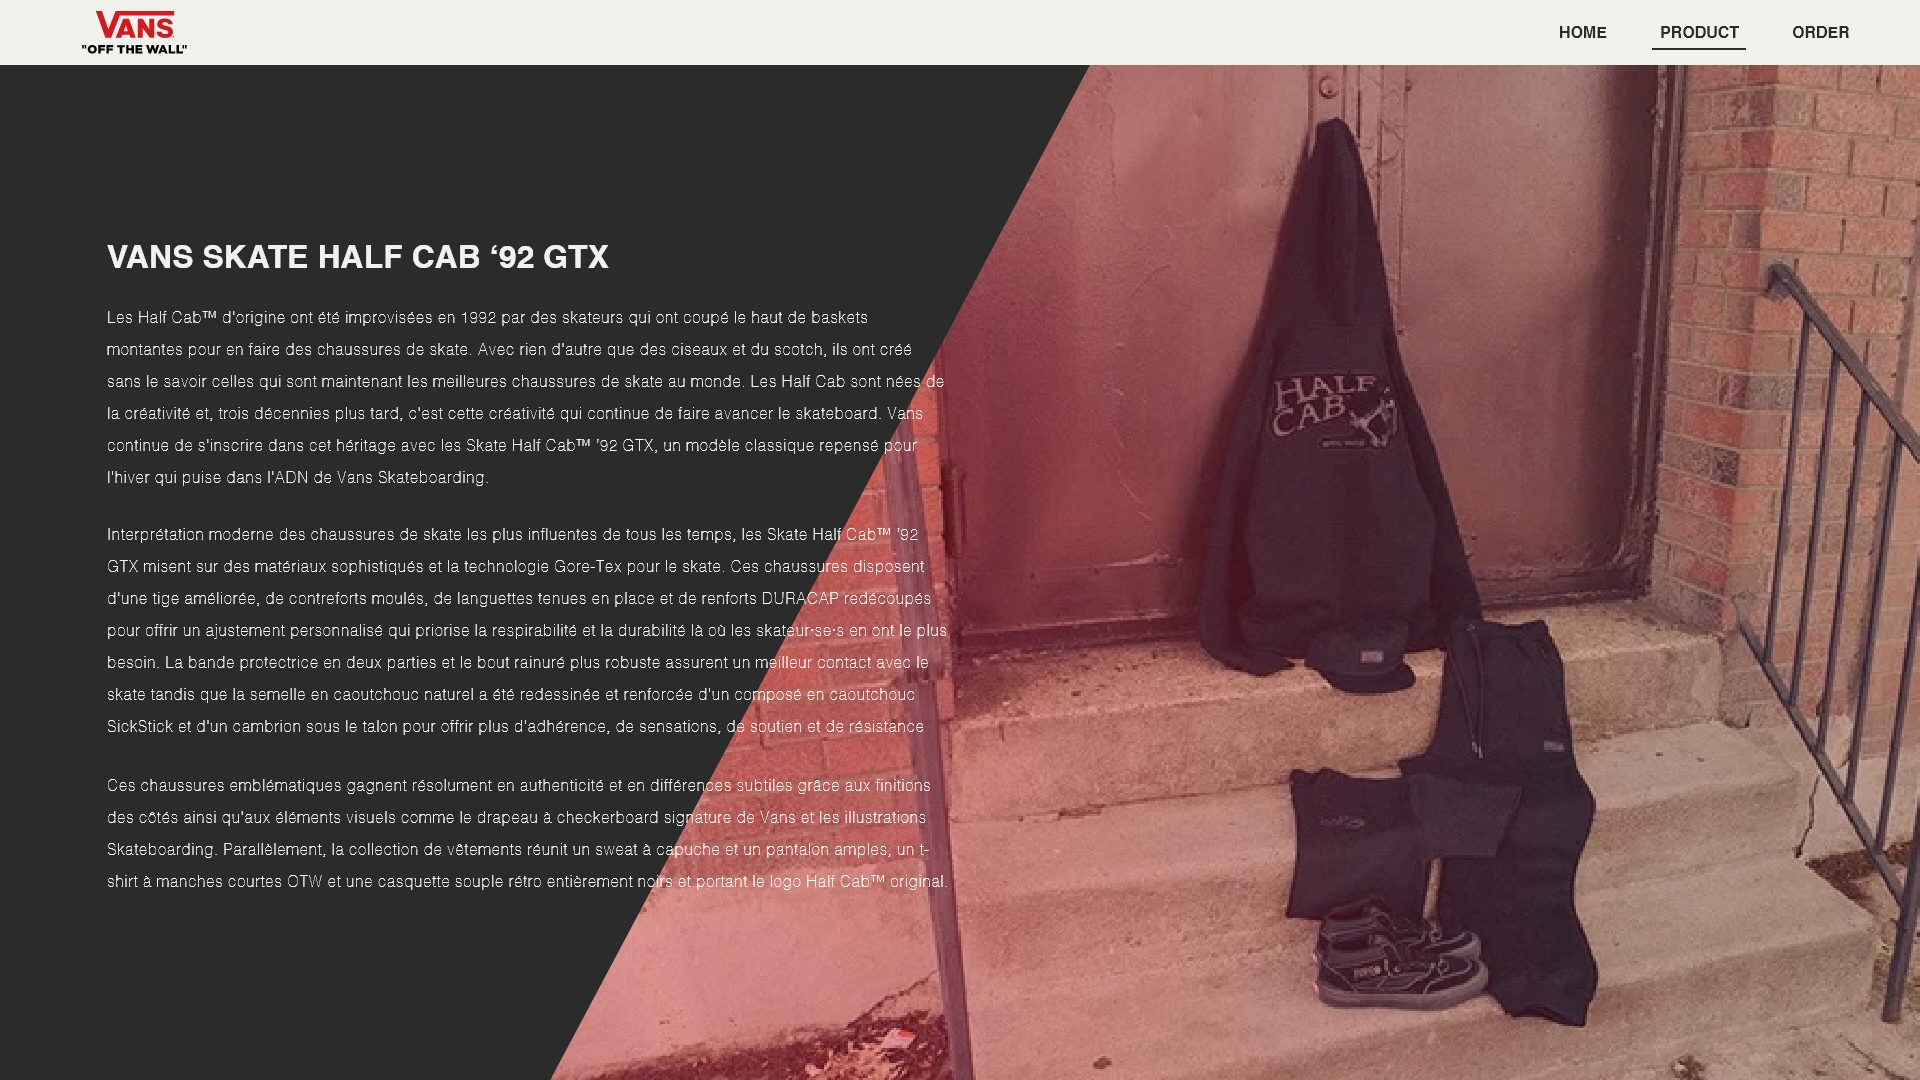 VANS
"OFF THE WALL"
HOME PRODUCT ORDER
VANS SKATE HALF CAB ‘92 GTX
Les Half Cab™ d'origine ont été improvisées en 1992 par des skateurs qui ont coupé le haut de baskets
montantes pour en faire des chaussures de skate. Avec rien d'autre que des ciseaux et du scotch, ils ont créé
sans le savoir celles qui sont maintenant les meilleures chaussures de skate au monde. Les Half Cab sont nées de
la créativité et, trois décennies plus tard, c'est cette créativité qui continue de faire avancer le skateboard. Vans
continue de s'inscrire dans cet héritage avec les Skate Half Cab™ ’92 GTX, un modèle classique repensé pour
l'hiver qui puise dans l'ADN de Vans Skateboarding.
Interprétation moderne des chaussures de skate les plus influentes de tous les temps, les Skate Half Cab™ ’92
GTX misent sur des matériaux sophistiqués et la technologie Gore-Tex pour le skate. Ces chaussures disposent
d'une tige améliorée, de contreforts moulés, de languettes tenues en place et de renforts DURACAP redécoupés
pour offrir un ajustement personnalisé qui priorise la respirabilité et la durabilité là où les skateur·se·s en ont le plus
besoin. La bande protectrice en deux parties et le bout rainuré plus robuste assurent un meilleur contact avec le
skate tandis que la semelle en caoutchouc naturel a été redessinée et renforcée d'un composé en caoutchouc
SickStick et d'un cambrion sous le talon pour offrir plus d'adhérence, de sensations, de soutien et de résistance
Ces chaussures emblématiques gagnent résolument en authenticité et en différences subtiles grâce aux finitions
des côtés ainsi qu'aux éléments visuels comme le drapeau à checkerboard signature de Vans et les illustrations
Skateboarding. Parallèlement, la collection de vêtements réunit un sweat à capuche et un pantalon amples, un t-
shirt à manches courtes OTW et une casquette souple rétro entièrement noirs et portant le logo Half Cab™ original.
HALF
CAB